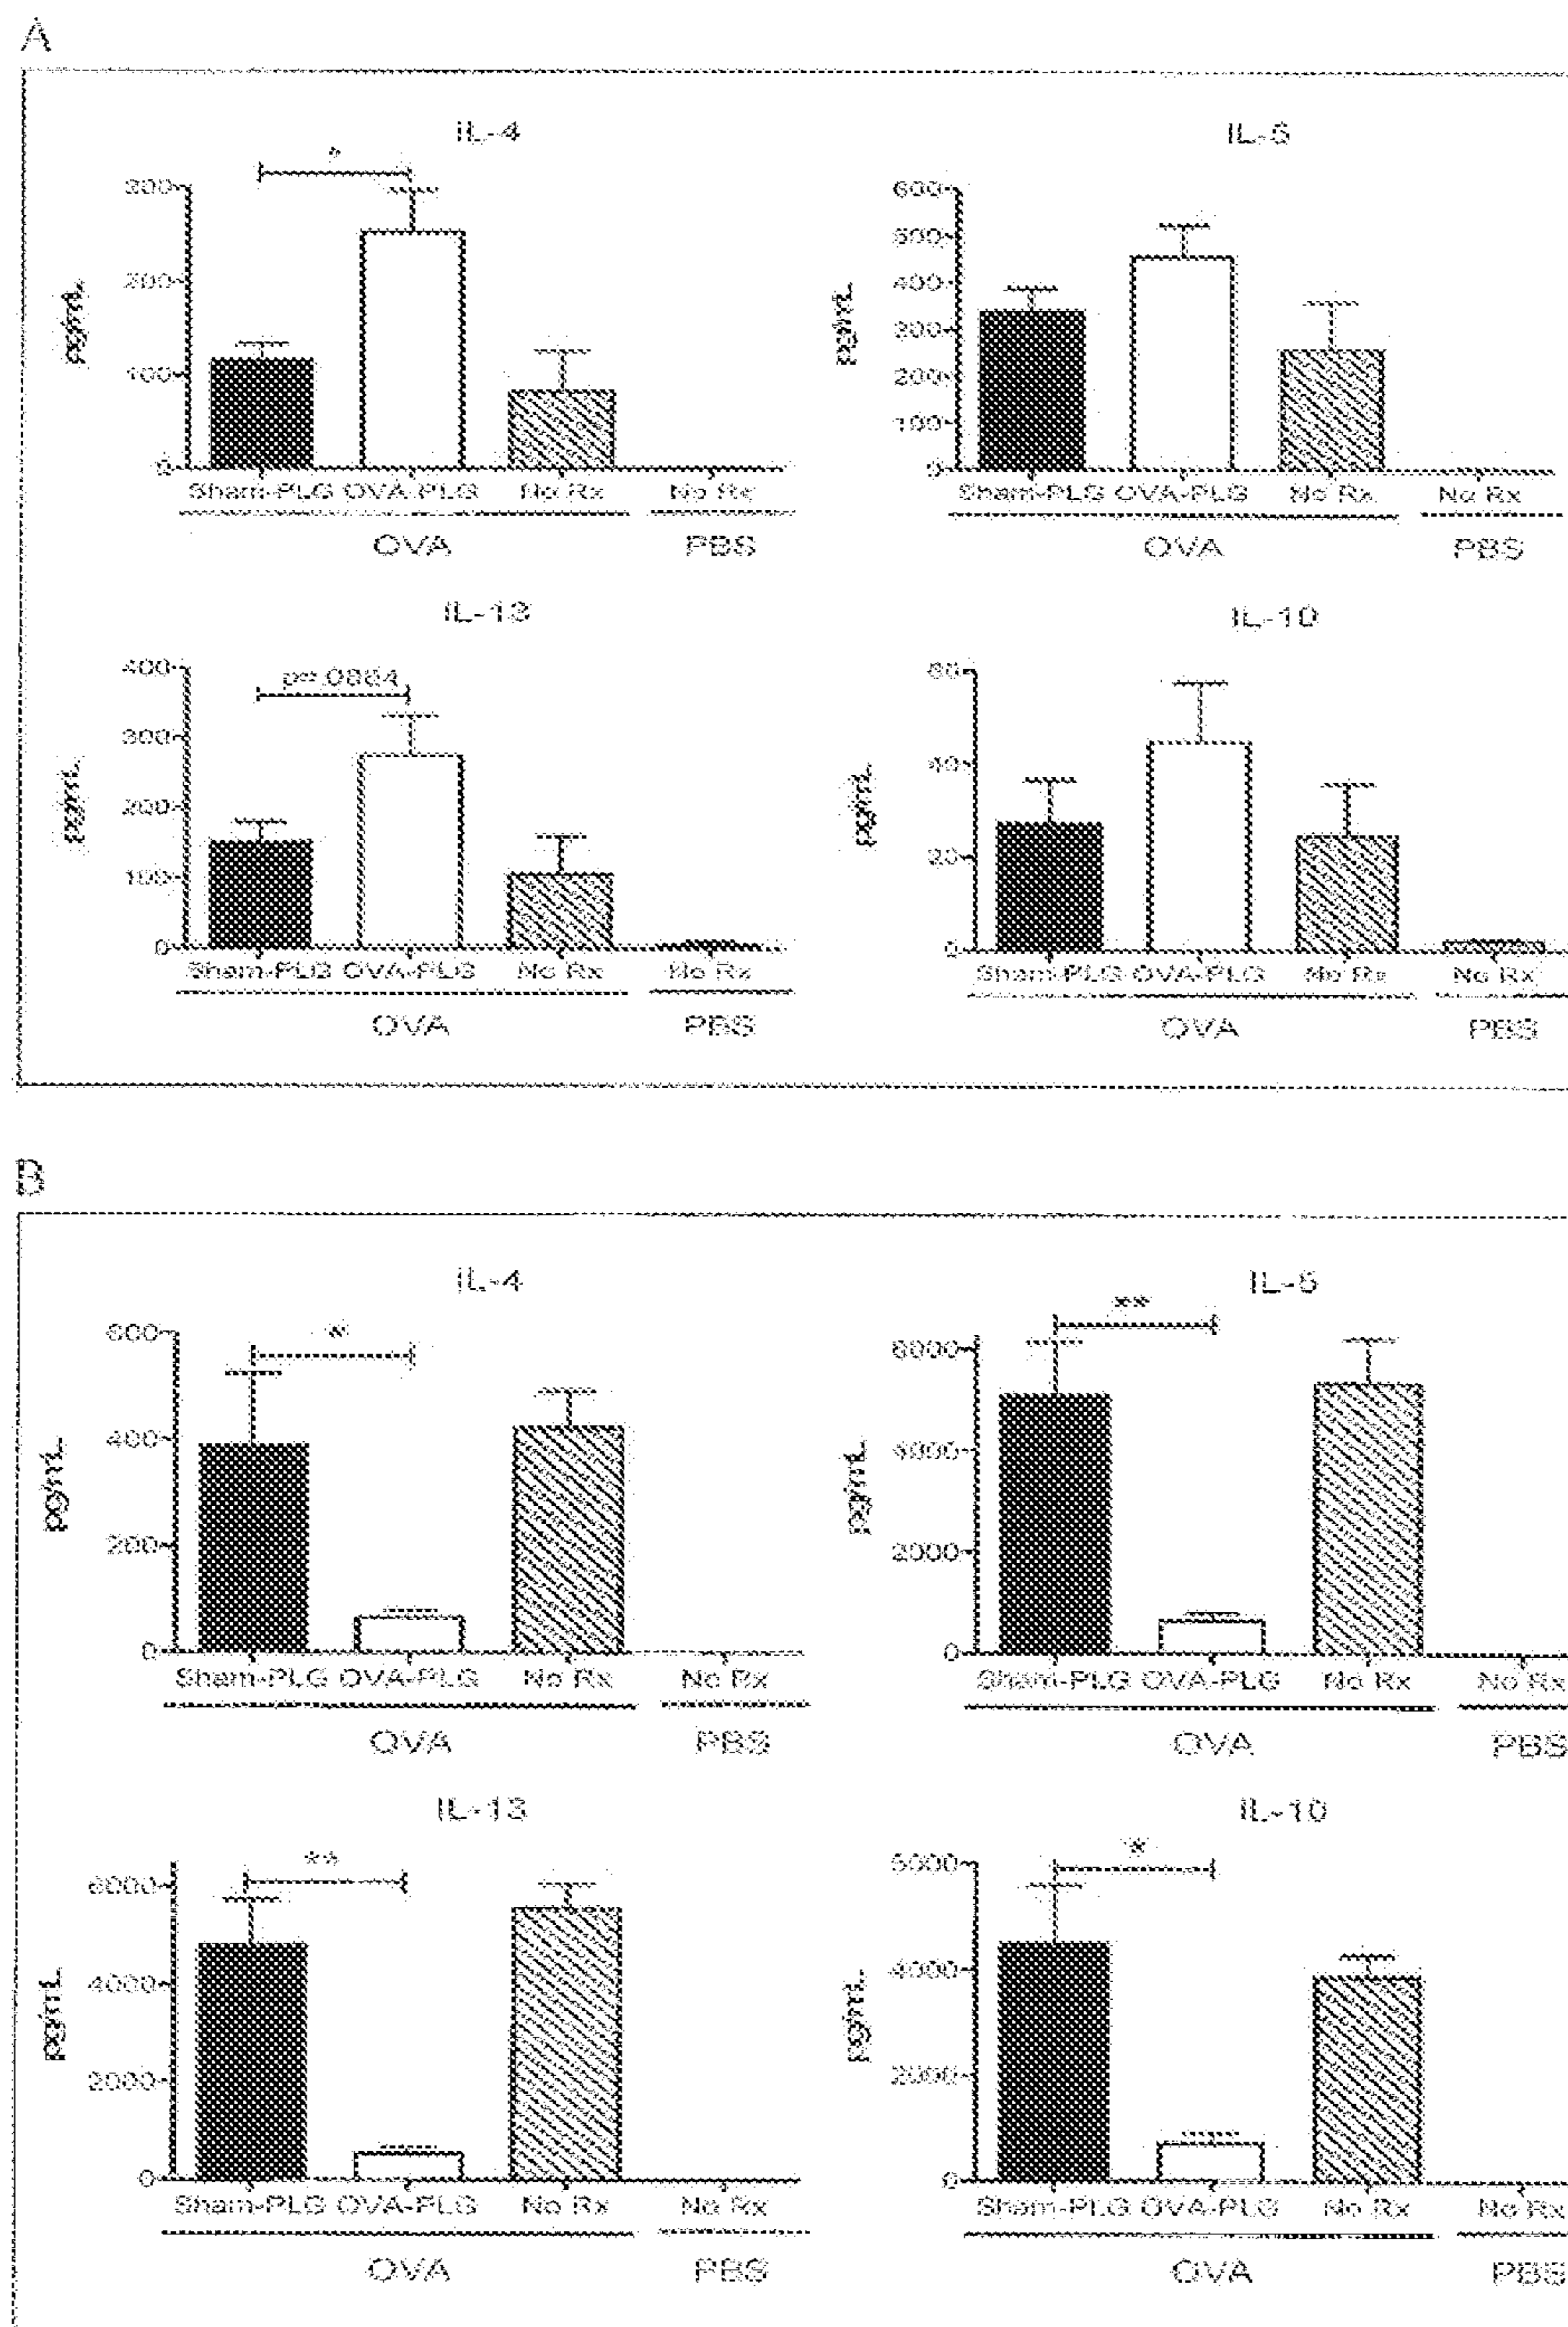 A
IL-4
*
300
200
100
0
pg/mL
Sham-PLG OVA-PLG No Rx No Rx
OVA PBS
IL-5
600
500
400
300
200
100
0
pg/mL
Sham-PLG OVA-PLG No Rx No Rx
OVA PBS
IL-13
400
300
200
100
0
pg/mL
Sham-PLG OVA-PLG No Rx No Rx
OVA PBS
IL-10
60
40
20
0
pg/mL
Sham-PLG OVA-PLG No Rx No Rx
OVA PBS
B
IL-4
*
600
400
200
0
pg/mL
Sham-PLG OVA-PLG No Rx No Rx
OVA PBS
IL-5
**
6000
4000
2000
0
pg/mL
Sham-PLG OVA-PLG No Rx No Rx
OVA PBS
IL-13
**
6000
4000
2000
0
pg/mL
Sham-PLG OVA-PLG No Rx No Rx
OVA PBS
IL-10
*
4000
2000
0
pg/mL
Sham-PLG OVA-PLG No Rx No Rx
OVA PBS